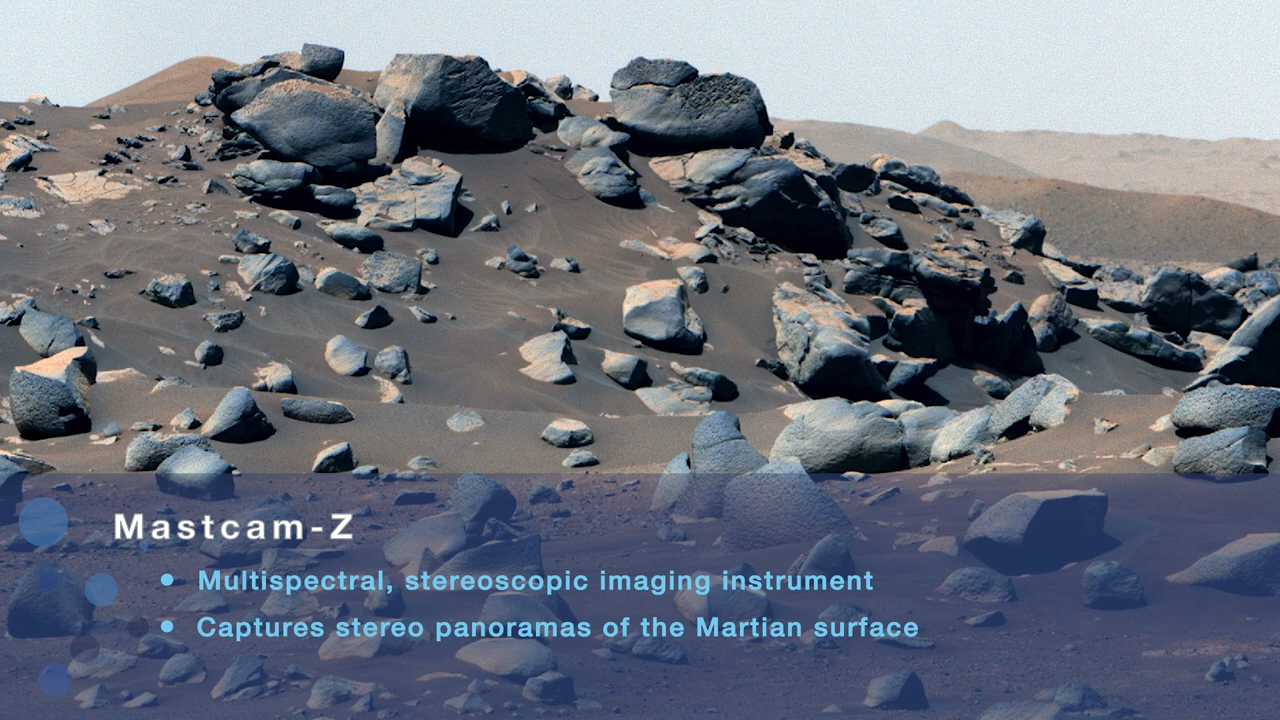 Mastcam-Z
• Multispectral, stereoscopic imaging instrument
• Captures stereo panoramas of the Martian surface